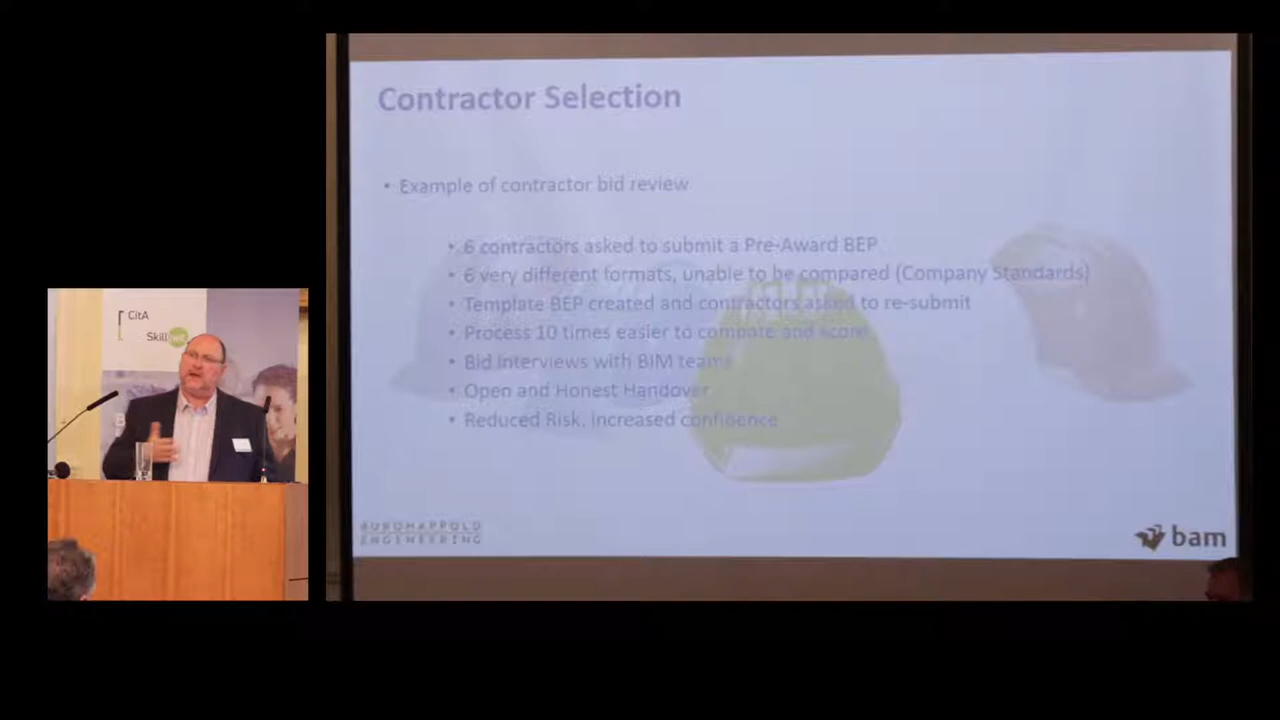 Contractor Selection
• Example of contractor bid review
• 6 contractors asked to submit a Pre-Award BEP
• 6 very different formats, unable to be compared (Company Standards)
• Template BEP created and contractors asked to re-submit
• Process 10 times easier to compare and score
• Bid interviews with BIM teams
• Open and Honest Handover
• Reduced Risk, increased confidence
BUROHAPPOLD
ENGINEERING
bam
CitA
Skill